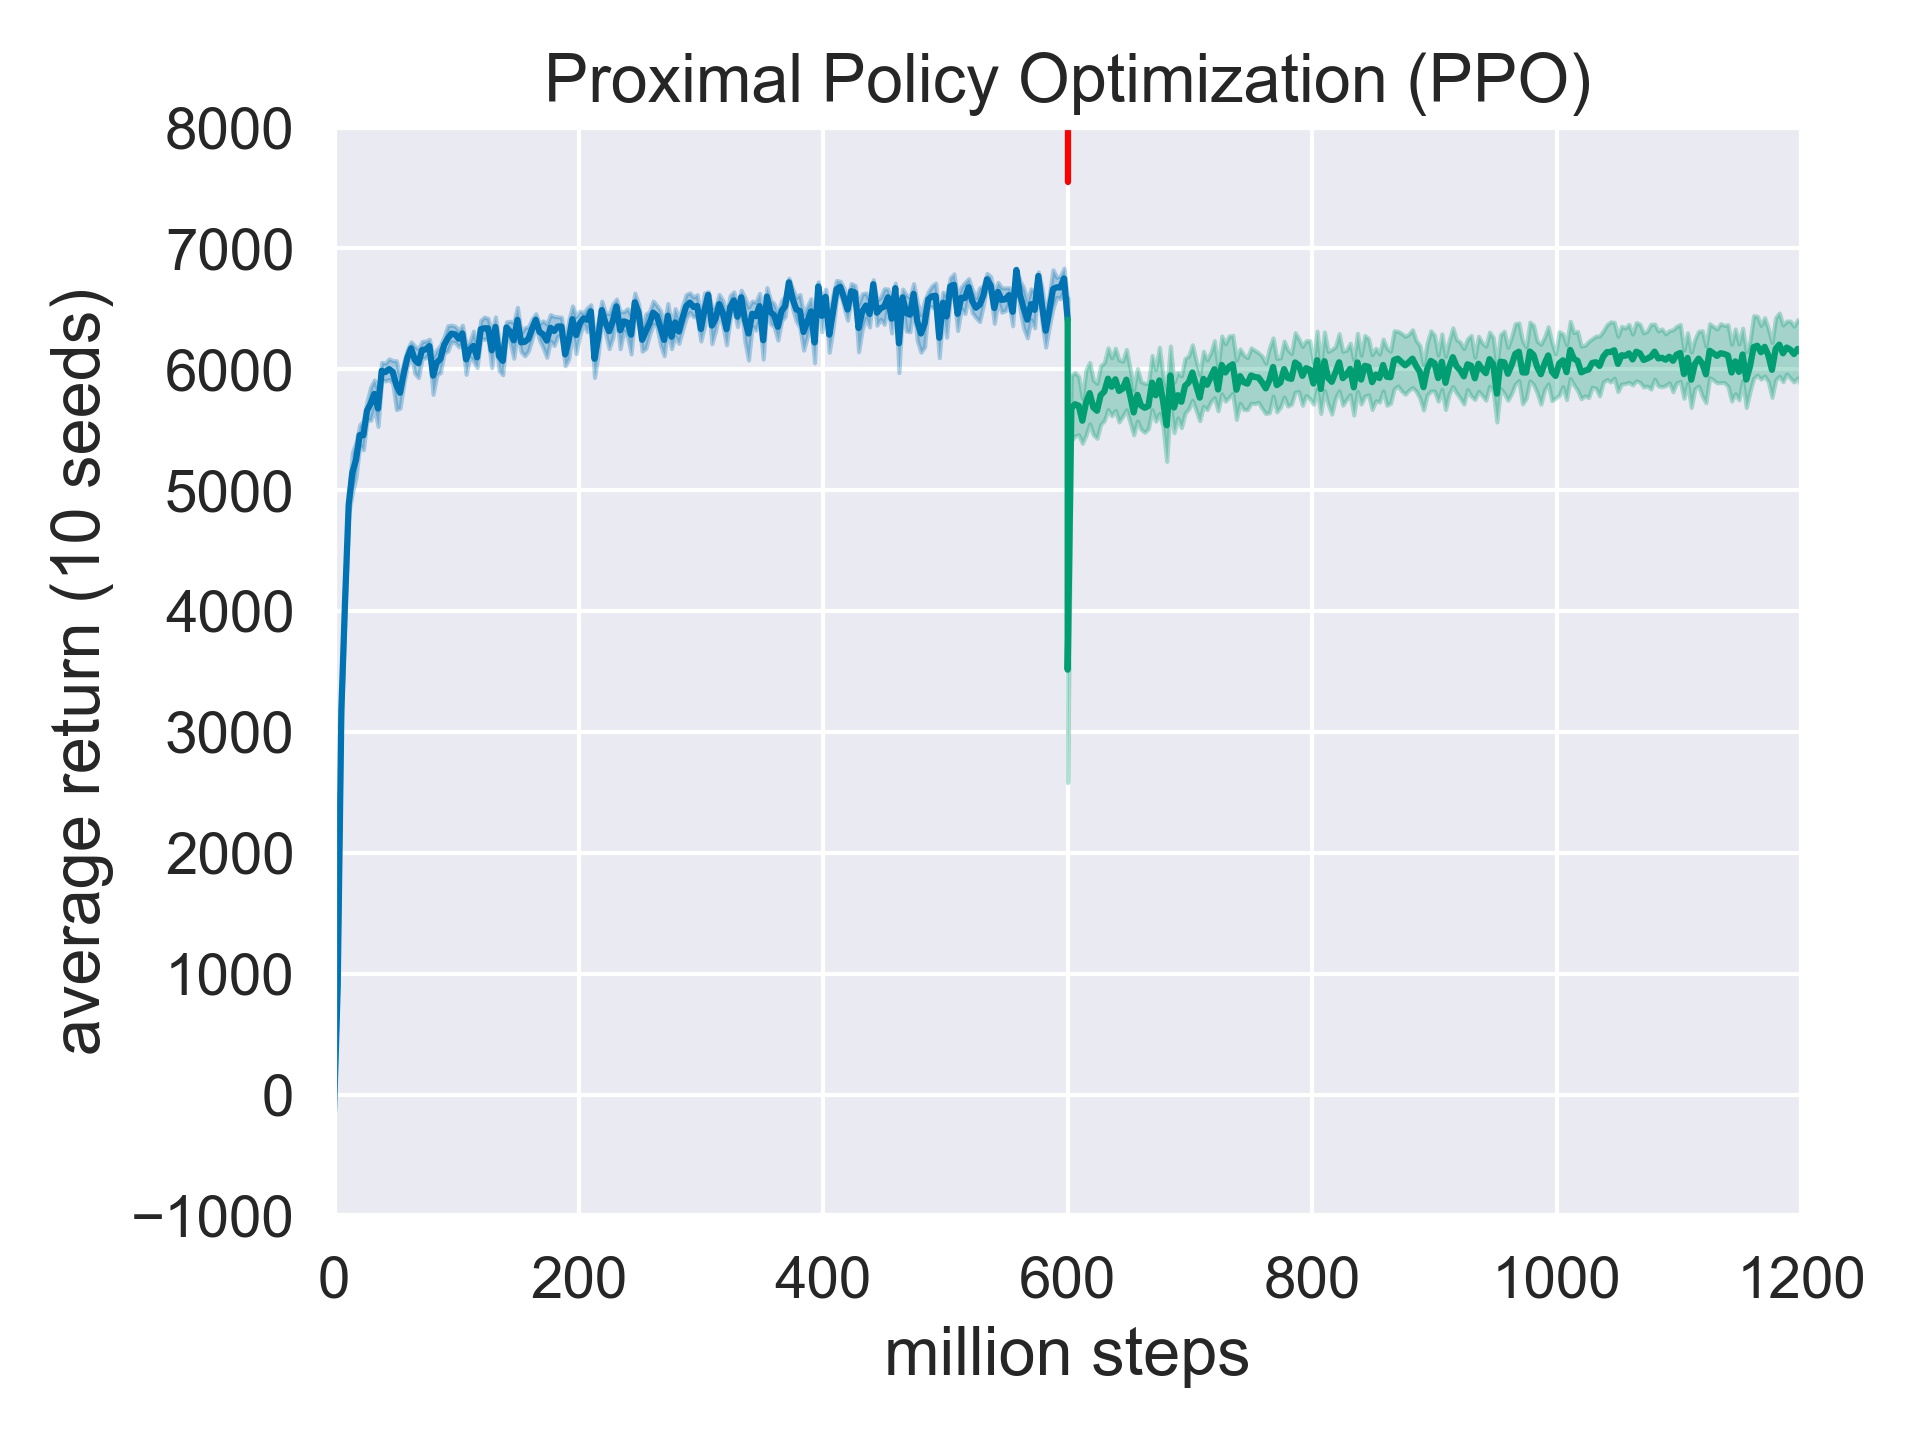 Proximal Policy Optimization (PPO)
8000
7000
6000
5000
4000
3000
2000
1000
0
−1000
average return (10 seeds)
0 200 400 600 800 1000 1200
million steps